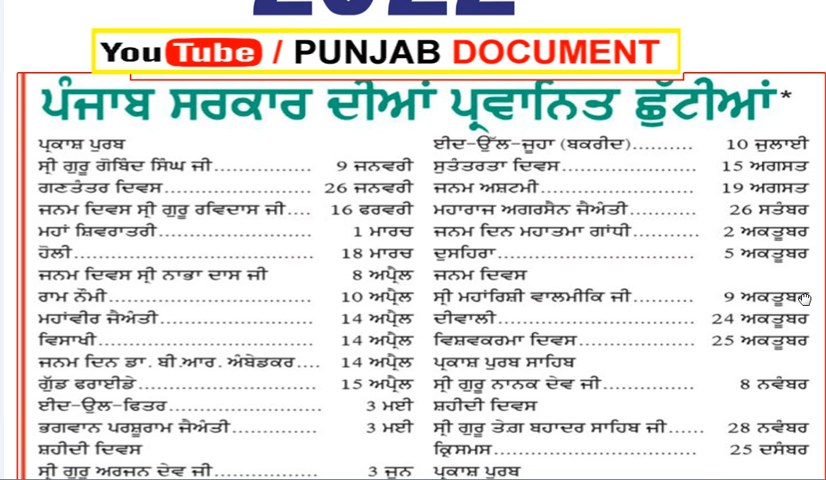 2022
YouTube / PUNJAB DOCUMENT
ਪੰਜਾਬ ਸਰਕਾਰ ਦੀਆਂ ਪ੍ਰਵਾਨਿਤ ਛੁੱਟੀਆਂ*
ਪ੍ਰਕਾਸ਼ ਪੁਰਬ
ਸ੍ਰੀ ਗੁਰੂ ਗੋਬਿੰਦ ਸਿੰਘ ਜੀ................ 9 ਜਨਵਰੀ
ਗਣਤੰਤਰ ਦਿਵਸ........................ 26 ਜਨਵਰੀ
ਜਨਮ ਦਿਵਸ ਸ੍ਰੀ ਗੁਰੂ ਰਵਿਦਾਸ ਜੀ.... 16 ਫਰਵਰੀ
ਮਹਾਂ ਸ਼ਿਵਰਾਤਰੀ........................ 1 ਮਾਰਚ
ਹੋਲੀ........................ 18 ਮਾਰਚ
ਜਨਮ ਦਿਵਸ ਸ੍ਰੀ ਨਾਭਾ ਦਾਸ ਜੀ 8 ਅਪ੍ਰੈਲ
ਰਾਮ ਨੌਮੀ........................ 10 ਅਪ੍ਰੈਲ
ਮਹਾਂਵੀਰ ਜੈਅੰਤੀ........................ 14 ਅਪ੍ਰੈਲ
ਵਿਸਾਖੀ........................ 14 ਅਪ੍ਰੈਲ
ਜਨਮ ਦਿਨ ਡਾ. ਬੀ.ਆਰ. ਅੰਬੇਡਕਰ.... 14 ਅਪ੍ਰੈਲ
ਗੁੱਡ ਫਰਾਈਡੇ........................ 15 ਅਪ੍ਰੈਲ
ਈਦ-ਉਲ-ਫਿਤਰ........................ 3 ਮਈ
ਭਗਵਾਨ ਪਰਸ਼ੂਰਾਮ ਜੈਅੰਤੀ.............. 3 ਮਈ
ਸ਼ਹੀਦੀ ਦਿਵਸ
ਸ੍ਰੀ ਗੁਰੂ ਅਰਜਨ ਦੇਵ ਜੀ................ 3 ਜੂਨ
ਈਦ-ਉੱਲ-ਜੂਹਾ (ਬਕਰੀਦ).......... 10 ਜੁਲਾਈ
ਸੁਤੰਤਰਤਾ ਦਿਵਸ...................... 15 ਅਗਸਤ
ਜਨਮ ਅਸ਼ਟਮੀ........................ 19 ਅਗਸਤ
ਮਹਾਰਾਜ ਅਗਰਸੈਨ ਜੈਅੰਤੀ........... 26 ਸਤੰਬਰ
ਜਨਮ ਦਿਨ ਮਹਾਤਮਾ ਗਾਂਧੀ........... 2 ਅਕਤੂਬਰ
ਦੁਸਹਿਰਾ........................ 5 ਅਕਤੂਬਰ
ਜਨਮ ਦਿਵਸ
ਸ੍ਰੀ ਮਹਾਂਰਿਸ਼ੀ ਵਾਲਮੀਕਿ ਜੀ.......... 9 ਅਕਤੂਬਰ
ਦੀਵਾਲੀ........................ 24 ਅਕਤੂਬਰ
ਵਿਸ਼ਵਕਰਮਾ ਦਿਵਸ.................. 25 ਅਕਤੂਬਰ
ਪ੍ਰਕਾਸ਼ ਪੁਰਬ ਸਾਹਿਬ
ਸ੍ਰੀ ਗੁਰੂ ਨਾਨਕ ਦੇਵ ਜੀ................ 8 ਨਵੰਬਰ
ਸ਼ਹੀਦੀ ਦਿਵਸ
ਸ੍ਰੀ ਗੁਰੂ ਤੇਗ਼ ਬਹਾਦਰ ਸਾਹਿਬ ਜੀ...... 28 ਨਵੰਬਰ
ਕ੍ਰਿਸਮਸ........................ 25 ਦਸੰਬਰ
ਪ੍ਰਕਾਸ਼ ਪੁਰਬ